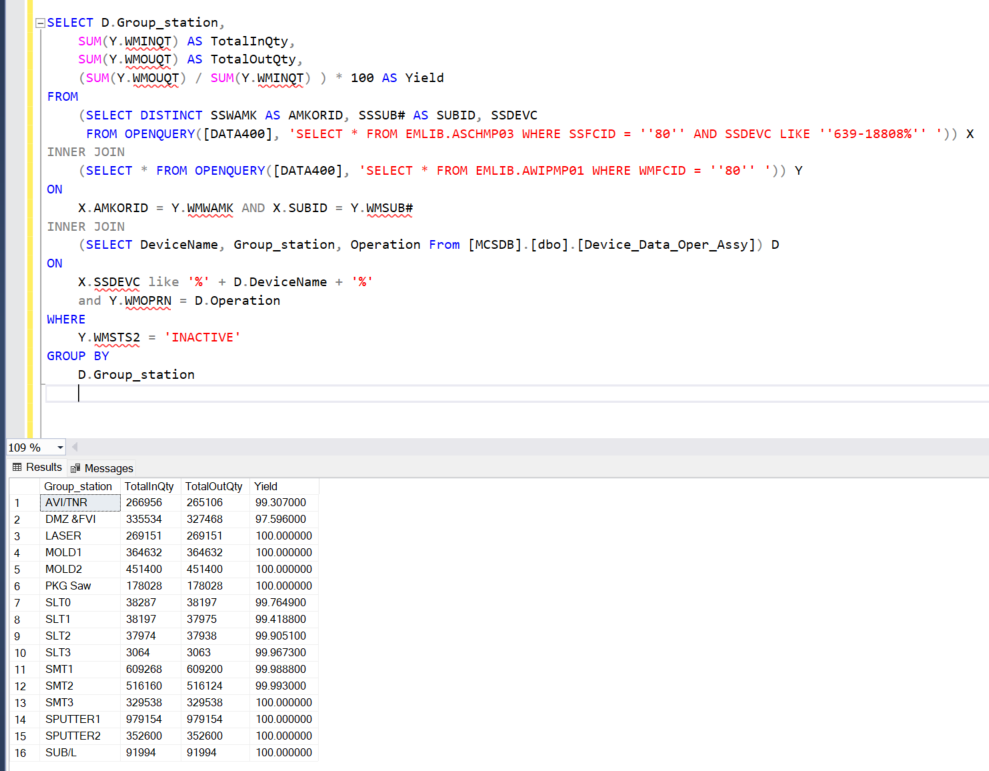 SELECT D.Group_station,
SUM(Y.WMINQT) AS TotalInQty,
SUM(Y.WMOUQT) AS TotalOutQty,
(SUM(Y.WMOUQT) / SUM(Y.WMINQT) ) * 100 AS Yield
FROM
(SELECT DISTINCT SSWAMK AS AMKORID, SSSUB# AS SUBID, SSDEVC
FROM OPENQUERY([DATA400], 'SELECT * FROM EMLIB.ASCHMP03 WHERE SSFCID = ''80'' AND SSDEVC LIKE ''639-18808%'' ')) X
INNER JOIN
(SELECT * FROM OPENQUERY([DATA400], 'SELECT * FROM EMLIB.AWIPMP01 WHERE WMFCID = ''80'' ')) Y
ON
X.AMKORID = Y.WMWAMK AND X.SUBID = Y.WMSUB#
INNER JOIN
(SELECT DeviceName, Group_station, Operation From [MCSDB].[dbo].[Device_Data_Oper_Assy]) D
ON
X.SSDEVC like '%' + D.DeviceName + '%'
and Y.WMOPRN = D.Operation
WHERE
Y.WMSTS2 = 'INACTIVE'
GROUP BY
D.Group_station
109 %
Results Messages
Group_station TotalInQty TotalOutQty Yield
1 AVI/TNR 266956 265106 99.307000
2 DMZ &FVI 335534 327468 97.596000
3 LASER 269151 269151 100.000000
4 MOLD1 364632 364632 100.000000
5 MOLD2 451400 451400 100.000000
6 PKG Saw 178028 178028 100.000000
7 SLT0 38287 38197 99.764900
8 SLT1 38197 37975 99.418800
9 SLT2 37974 37938 99.905100
10 SLT3 3064 3063 99.967300
11 SMT1 609268 609200 99.988800
12 SMT2 516160 516124 99.993000
13 SMT3 329538 329538 100.000000
14 SPUTTER1 979154 979154 100.000000
15 SPUTTER2 352600 352600 100.000000
16 SUB/L 91994 91994 100.000000